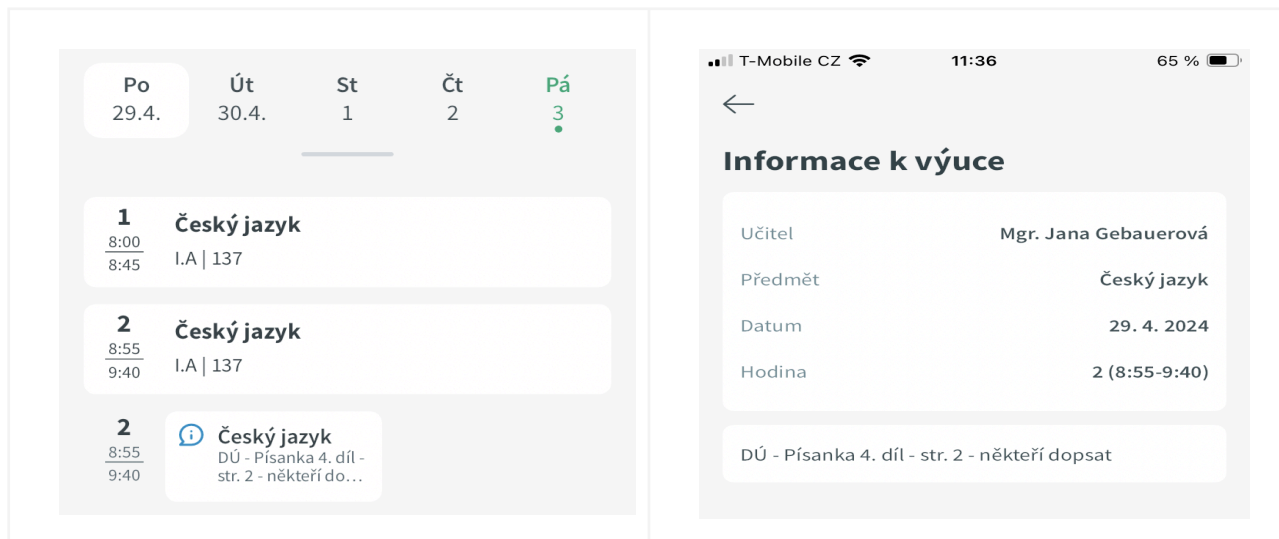 Po Út St Čt Pá
29.4. 30.4. 1 2 3
1
8:00
8:45
Český jazyk
I.A | 137
2
8:55
9:40
Český jazyk
I.A | 137
2
8:55
9:40
Český jazyk
DÚ - Písanka 4. díl -
str. 2 - někteří do...
T-Mobile CZ 11:36 65 %
Informace k výuce
Učitel Mgr. Jana Gebauerová
Předmět Český jazyk
Datum 29. 4. 2024
Hodina 2 (8:55-9:40)
DÚ - Písanka 4. díl - str. 2 - někteří dopsat